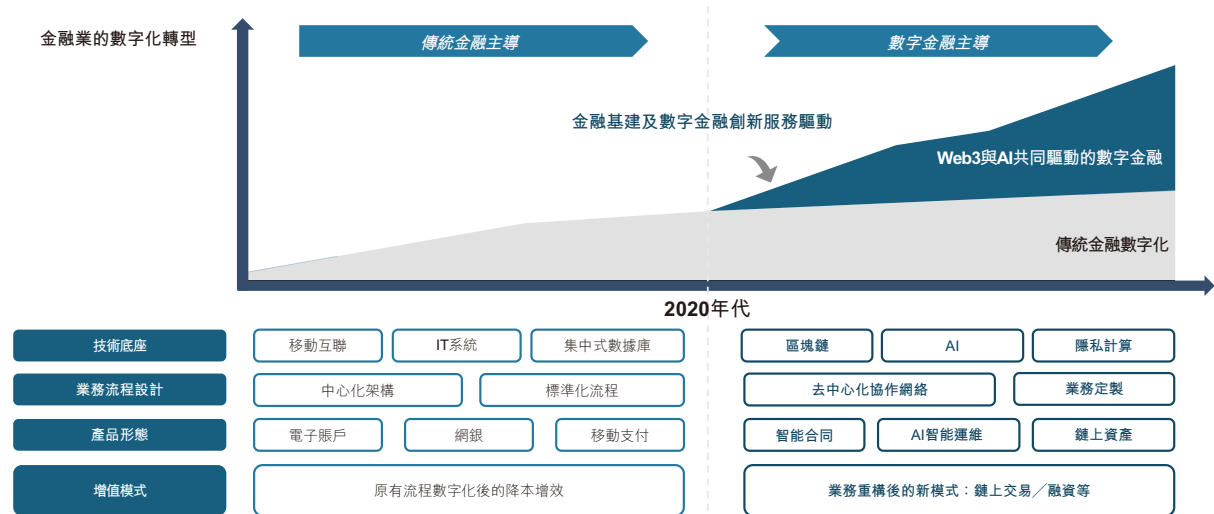 金融業的數字化轉型
傳統金融主導
數字金融主導
金融基建及數字金融創新服務驅動
Web3與AI共同驅動的數字金融
傳統金融數字化
2020年代
技術底座
移動互聯
IT系統
集中式數據庫
區塊鏈
AI
隱私計算
業務流程設計
中心化架構
標準化流程
去中心化協作網絡
業務定製
產品形態
電子賬戶
網銀
移動支付
智能合同
AI智能運維
鏈上資產
增值模式
原有流程數字化後的降本增效
業務重構後的新模式：鏈上交易╱融資等